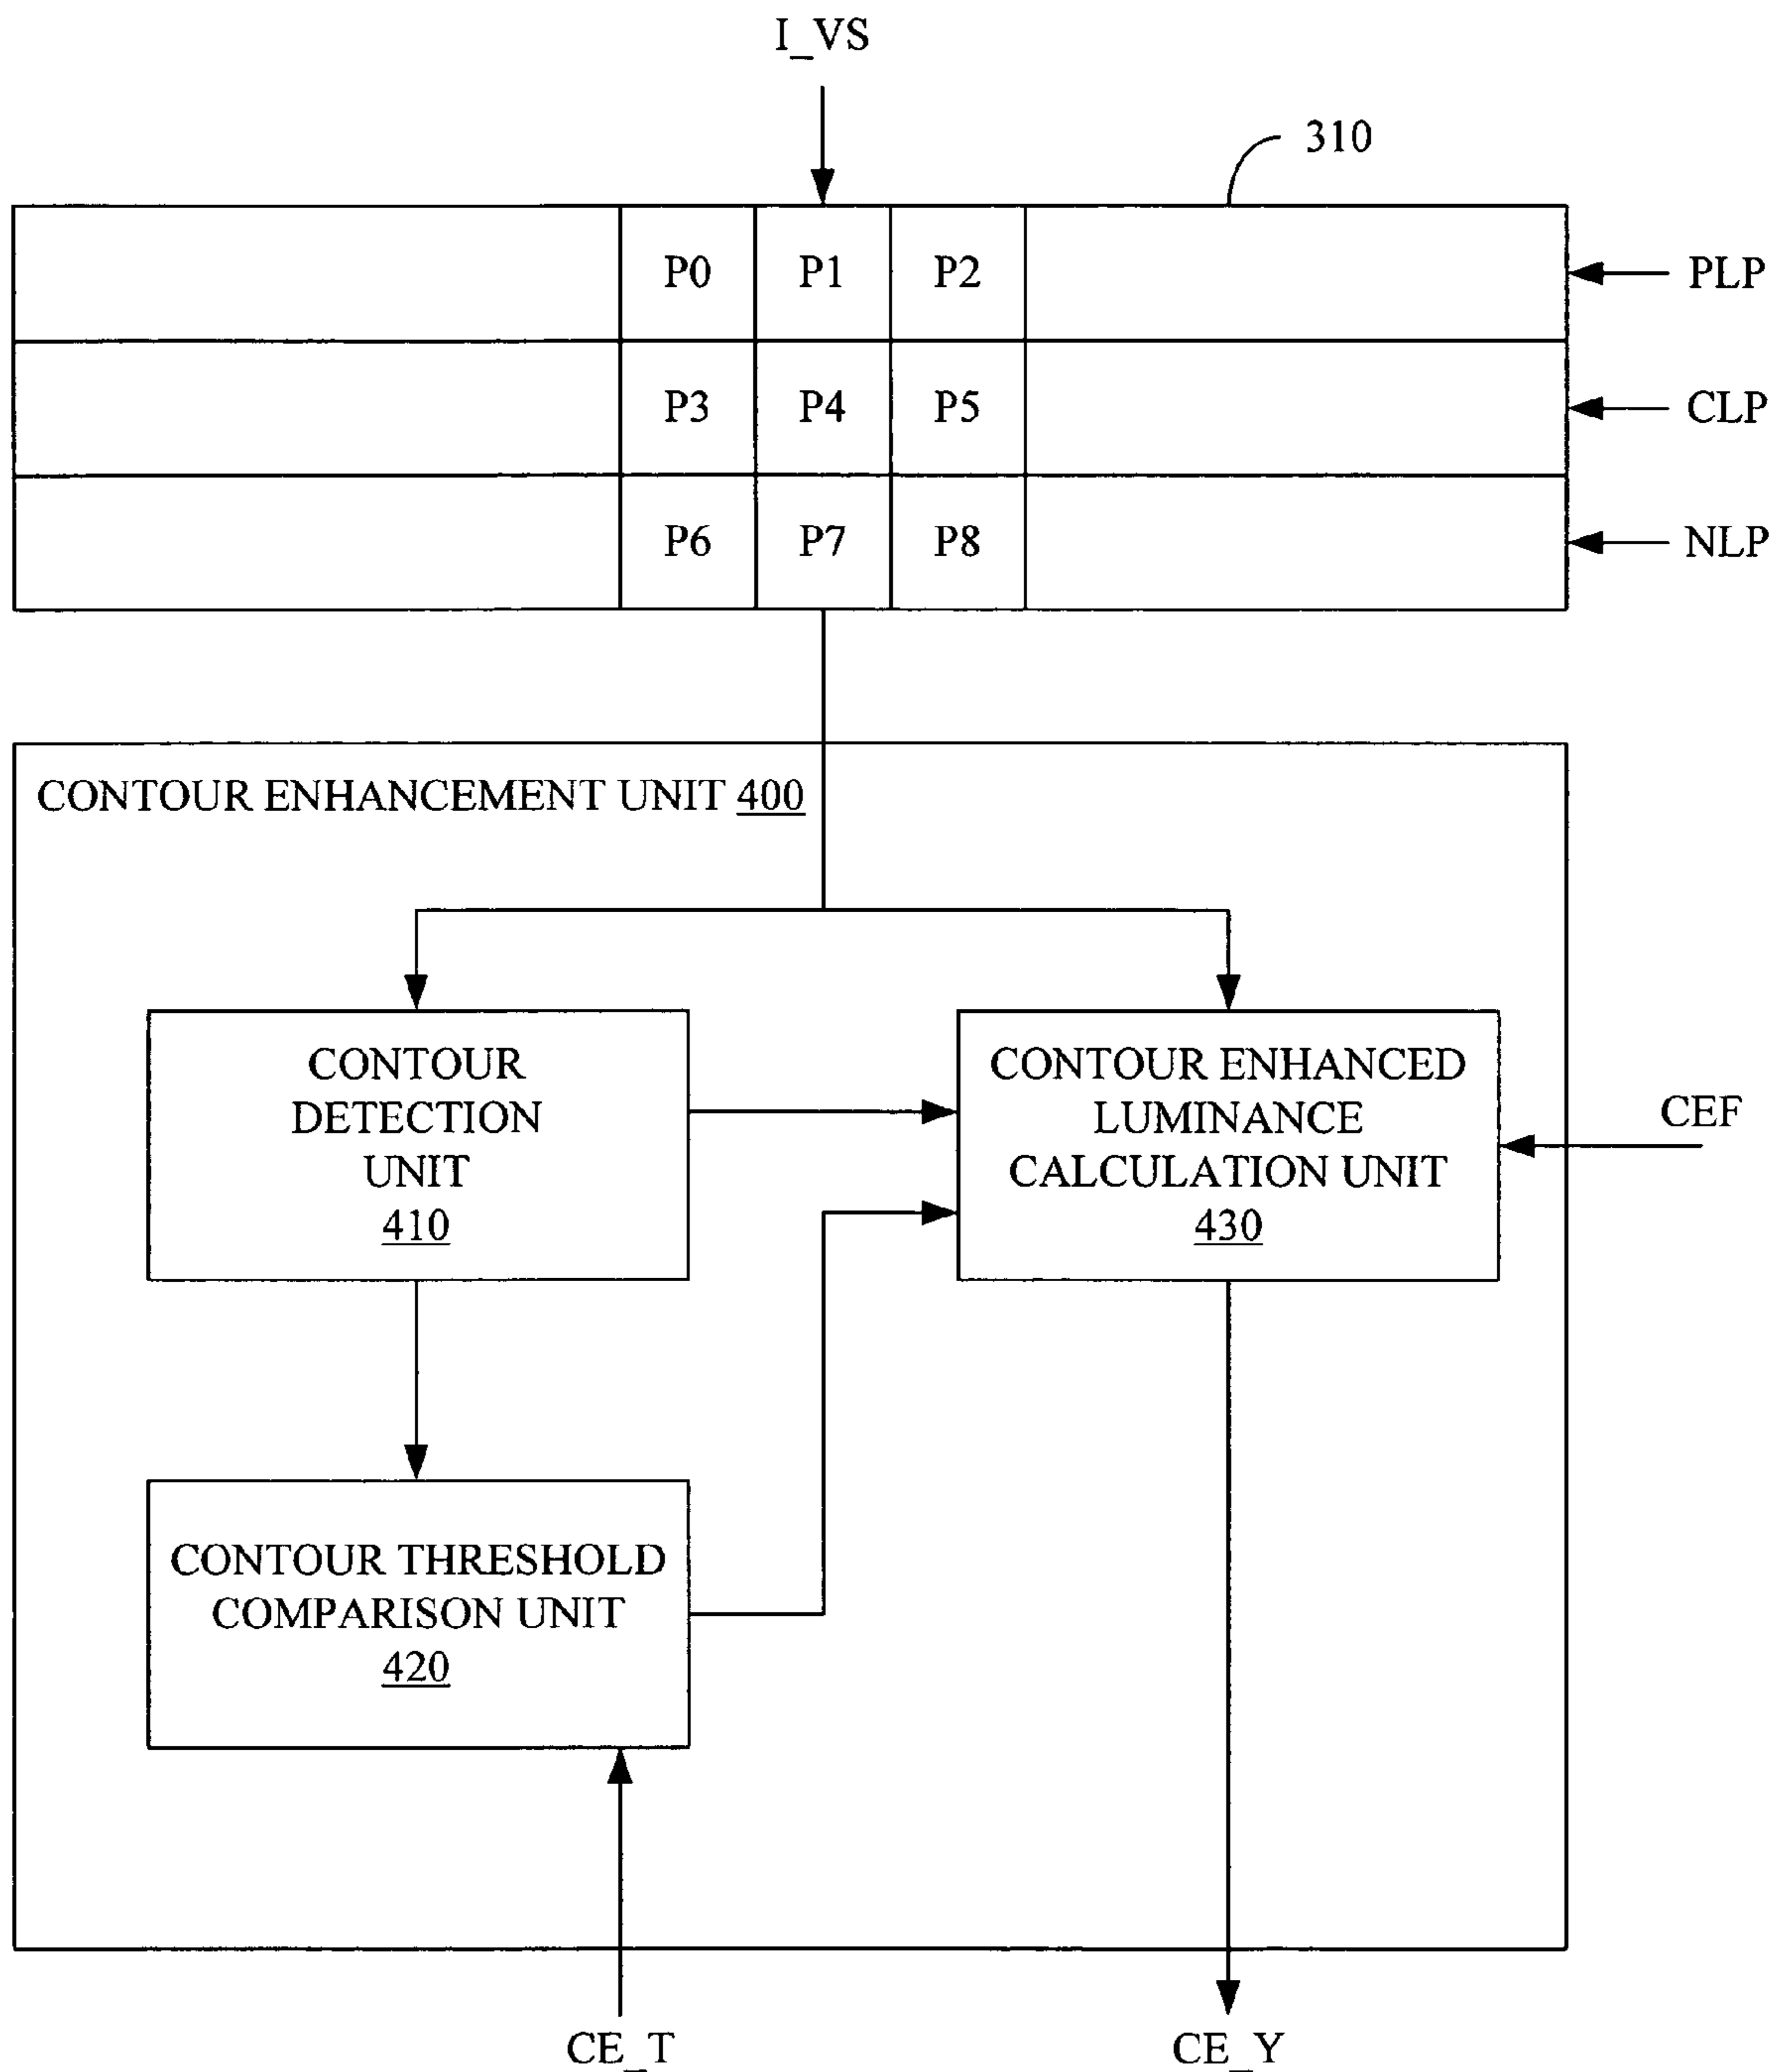 I_VS
310
P0 P1 P2 PLP
P3 P4 P5 CLP
P6 P7 P8 NLP
CONTOUR ENHANCEMENT UNIT 400
CONTOUR
DETECTION
UNIT
410
CONTOUR ENHANCED
LUMINANCE
CALCULATION UNIT
430
CEF
CONTOUR THRESHOLD
COMPARISON UNIT
420
CE_T
CE_Y